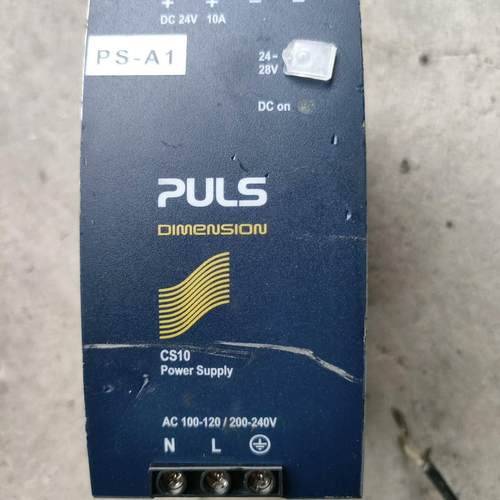 + + − −
DC 24V 10A
PS-A1
24-
28V
DC on
PULS
DIMENSION
CS10
Power Supply
AC 100-120 / 200-240V
N L